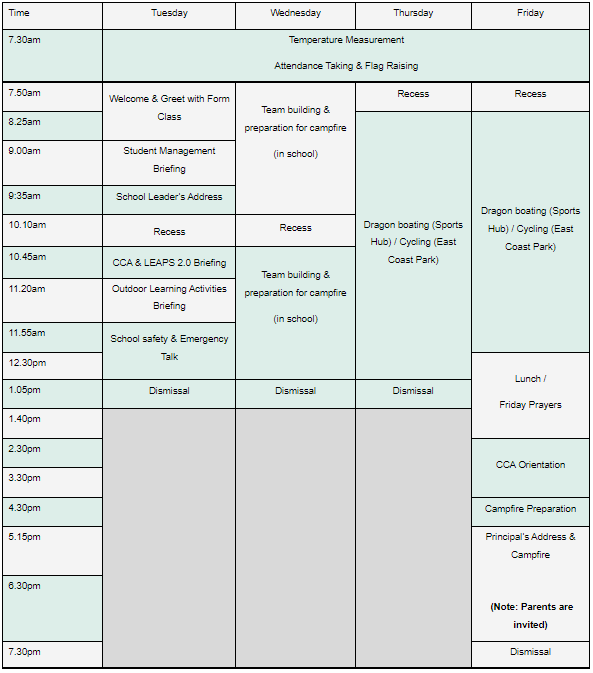 Time Tuesday Wednesday Thursday Friday
7.30am
Temperature Measurement
Attendance Taking & Flag Raising
7.50am
Welcome & Greet with Form
Class
Team building &
preparation for campfire
(in school)
Recess
Recess
8.25am
Dragon boating (Sports
Hub) / Cycling (East
Coast Park)
Dragon boating (Sports
Hub) / Cycling (East
Coast Park)
9.00am
Student Management
Briefing
9:35am
School Leader's Address
10.10am
Recess
Recess
10.45am
CCA & LEAPS 2.0 Briefing
Team building &
preparation for campfire
(in school)
11.20am
Outdoor Learning Activities
Briefing
11.55am
School safety & Emergency
Talk
12.30pm
Lunch /
Friday Prayers
1.05pm
Dismissal
Dismissal
Dismissal
1.40pm
2.30pm
CCA Orientation
3.30pm
4.30pm
Campfire Preparation
5.15pm
Principal's Address &
Campfire
6.30pm
(Note: Parents are
invited)
7.30pm
Dismissal